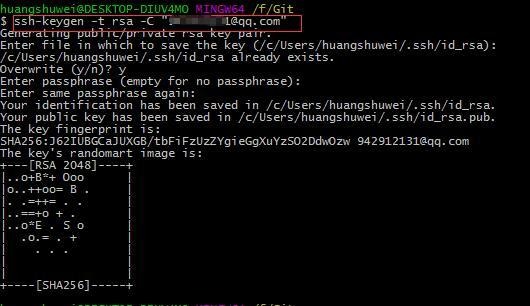 huangshuwei@DESKTOP-DIUV4MO MINGW64 /f/Git
$ ssh-keygen -t rsa -C "1@qq.com"
Generating public/private rsa key pair.
Enter file in which to save the key (/c/Users/huangshuwei/.ssh/id_rsa):
/c/Users/huangshuwei/.ssh/id_rsa already exists.
Overwrite (y/n)? y
Enter passphrase (empty for no passphrase):
Enter same passphrase again:
Your identification has been saved in /c/Users/huangshuwei/.ssh/id_rsa.
Your public key has been saved in /c/Users/huangshuwei/.ssh/id_rsa.pub.
The key fingerprint is:
SHA256:J62IUBGCaJUXGB/tbFiFzUzZYgieGgXuYzSO2DdwOzw 942912131@qq.com
The key's randomart image is:
+---[RSA 2048]----+
|..o+B*+ Ooo      |
|o..++oo= B .     |
|. .=++= . .      |
|..==+o + .       |
|..o*E . S o      |
|  .o.= . +       |
|    . . .        |
|                 |
|                 |
+----[SHA256]-----+